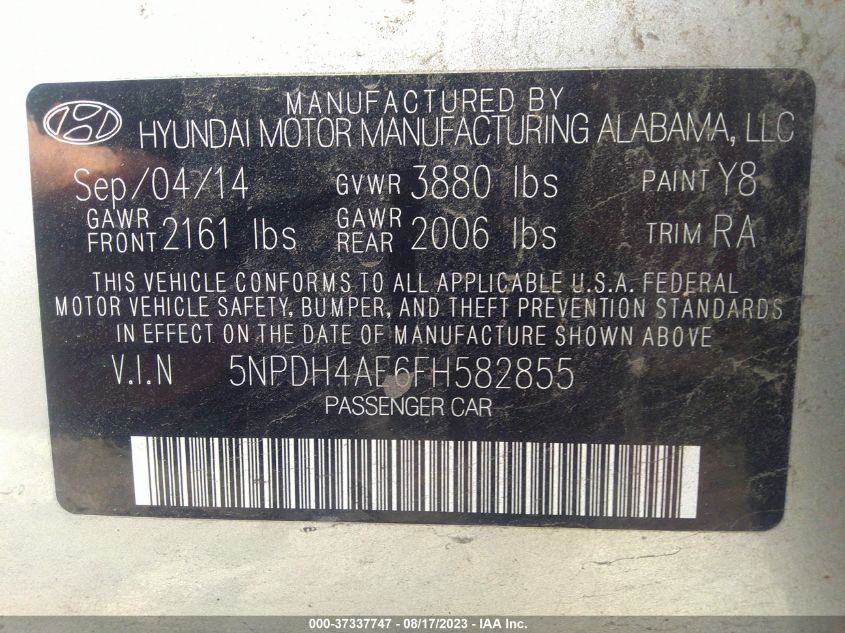 MANUFACTURED BY
HYUNDAI MOTOR MANUFACTURING ALABAMA, LLC
Sep/04/14 GVWR 3880 lbs PAINT Y8
GAWR FRONT 2161 lbs GAWR REAR 2006 lbs TRIM RA
THIS VEHICLE CONFORMS TO ALL APPLICABLE U.S.A. FEDERAL
MOTOR VEHICLE SAFETY, BUMPER, AND THEFT PREVENTION STANDARDS
IN EFFECT ON THE DATE OF MANUFACTURE SHOWN ABOVE
V.I.N 5NPDH4AE6FH582855
PASSENGER CAR
000-37337747 - 08/17/2023 - IAA Inc.